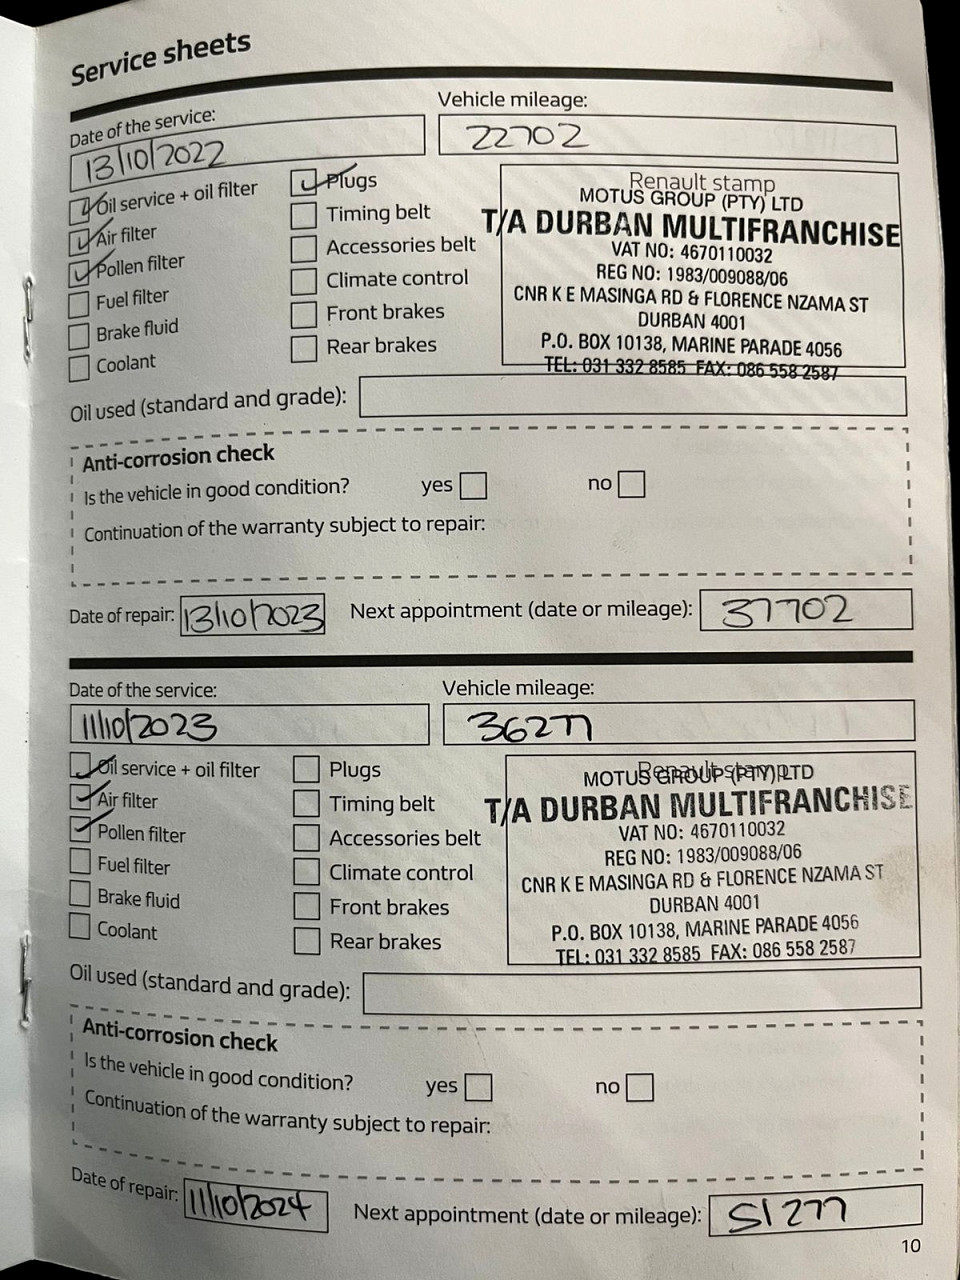 Service sheets
Date of the service:
Vehicle mileage:
13/10/2022
22702
Oil service + oil filter
Air filter
Pollen filter
Fuel filter
Brake fluid
Coolant
Plugs
Timing belt
Accessories belt
Climate control
Front brakes
Rear brakes
Renault stamp
MOTUS GROUP (PTY) LTD
T/A DURBAN MULTIFRANCHISE
VAT NO: 4670110032
REG NO: 1983/009088/06
CNR K E MASINGA RD & FLORENCE NZAMA ST
DURBAN 4001
P.O. BOX 10138, MARINE PARADE 4056
TEL: 031 332 8585 FAX: 086 558 2587
Oil used (standard and grade):
Anti-corrosion check
Is the vehicle in good condition? yes no
Continuation of the warranty subject to repair:
Date of repair: 13/10/2023 Next appointment (date or mileage): 37702
Date of the service:
Vehicle mileage:
11/10/2023
36277
Oil service + oil filter
Air filter
Pollen filter
Fuel filter
Brake fluid
Coolant
Plugs
Timing belt
Accessories belt
Climate control
Front brakes
Rear brakes
Renault stamp
MOTUS GROUP (PTY) LTD
T/A DURBAN MULTIFRANCHISE
VAT NO: 4670110032
REG NO: 1983/009088/06
CNR K E MASINGA RD & FLORENCE NZAMA ST
DURBAN 4001
P.O. BOX 10138, MARINE PARADE 4056
TEL: 031 332 8585 FAX: 086 558 2587
Oil used (standard and grade):
Anti-corrosion check
Is the vehicle in good condition? yes no
Continuation of the warranty subject to repair:
Date of repair: 11/10/2024 Next appointment (date or mileage): 51277
10